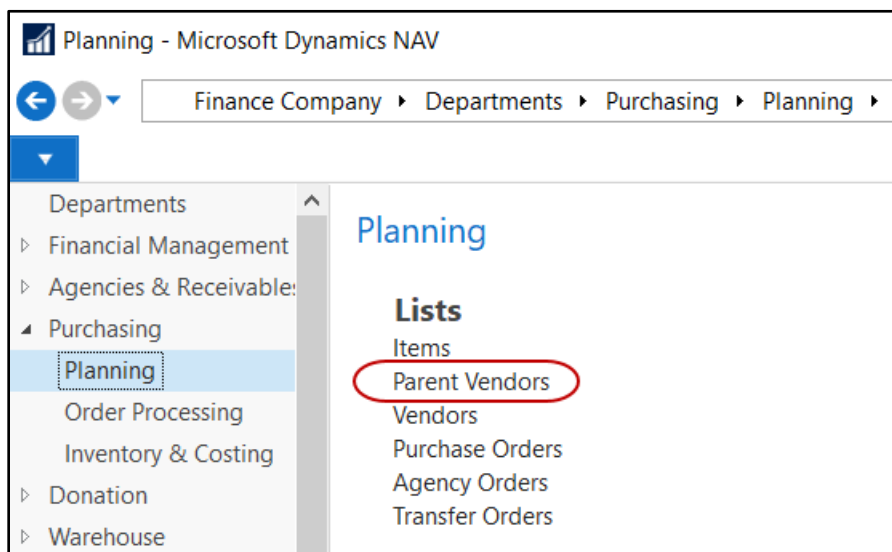 Planning - Microsoft Dynamics NAV
Finance Company Departments Purchasing Planning
Departments
Financial Management
Agencies & Receivable
Purchasing
Planning
Order Processing
Inventory & Costing
Donation
Warehouse
Planning
Lists
Items
Parent Vendors
Vendors
Purchase Orders
Agency Orders
Transfer Orders